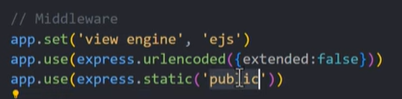 // Middleware
app.set('view engine', 'ejs')
app.use(express.urlencoded({extended:false}))
app.use(express.static('public'))